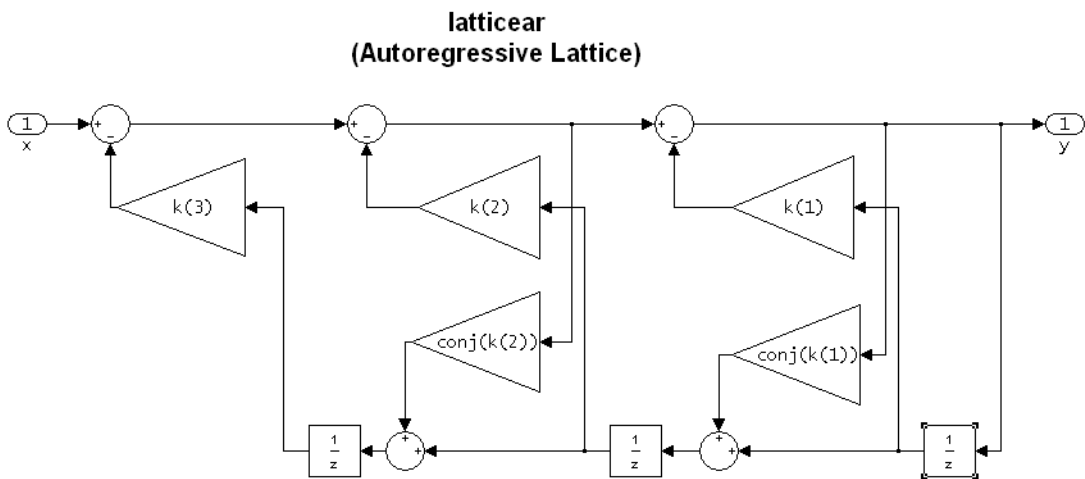 latticear
(Autoregressive Lattice)
1
x
+
-
+
-
+
-
1
y
k(3)
k(2)
k(1)
conj(k(2))
conj(k(1))
1
z
+
+
1
z
+
+
1
z